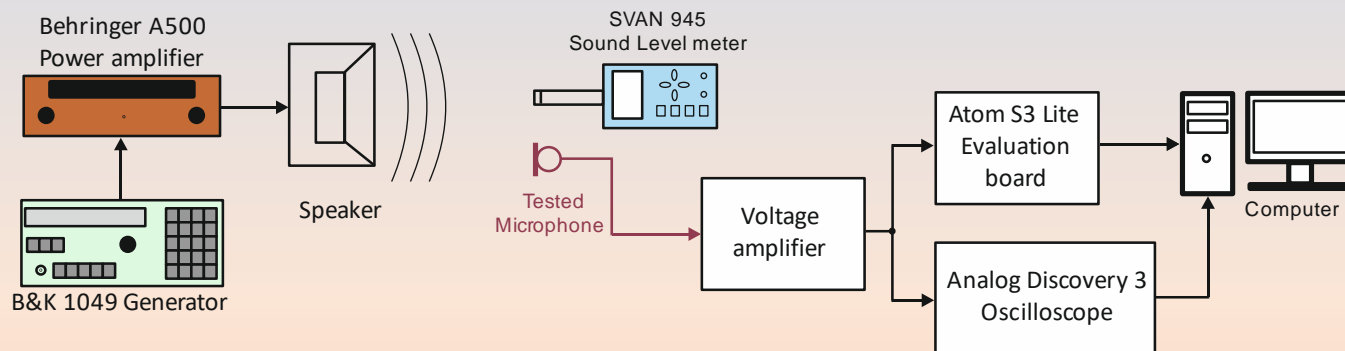 Behringer A500
Power amplifier
Speaker
B&K 1049 Generator
SVAN 945
Sound Level meter
Tested
Microphone
Voltage
amplifier
Atom S3 Lite
Evaluation
board
Analog Discovery 3
Oscilloscope
Computer